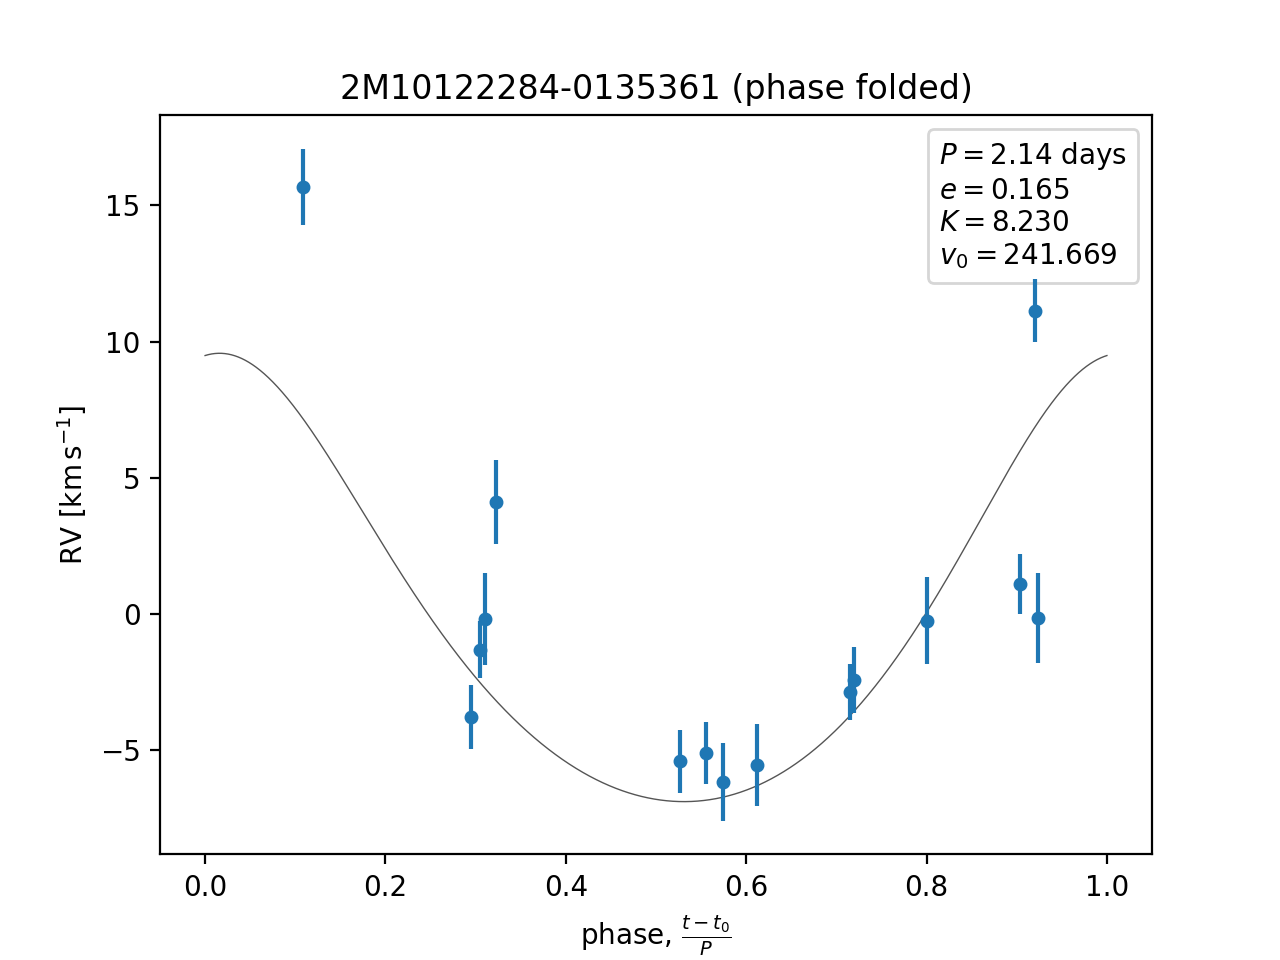 2M10122284-0135361 (phase folded)
P = 2.14 days
e = 0.165
K = 8.230
v₀ = 241.669
RV [km s⁻¹]
15
10
5
0
−5
0.0 0.2 0.4 0.6 0.8 1.0
phase, (t − t₀)/P